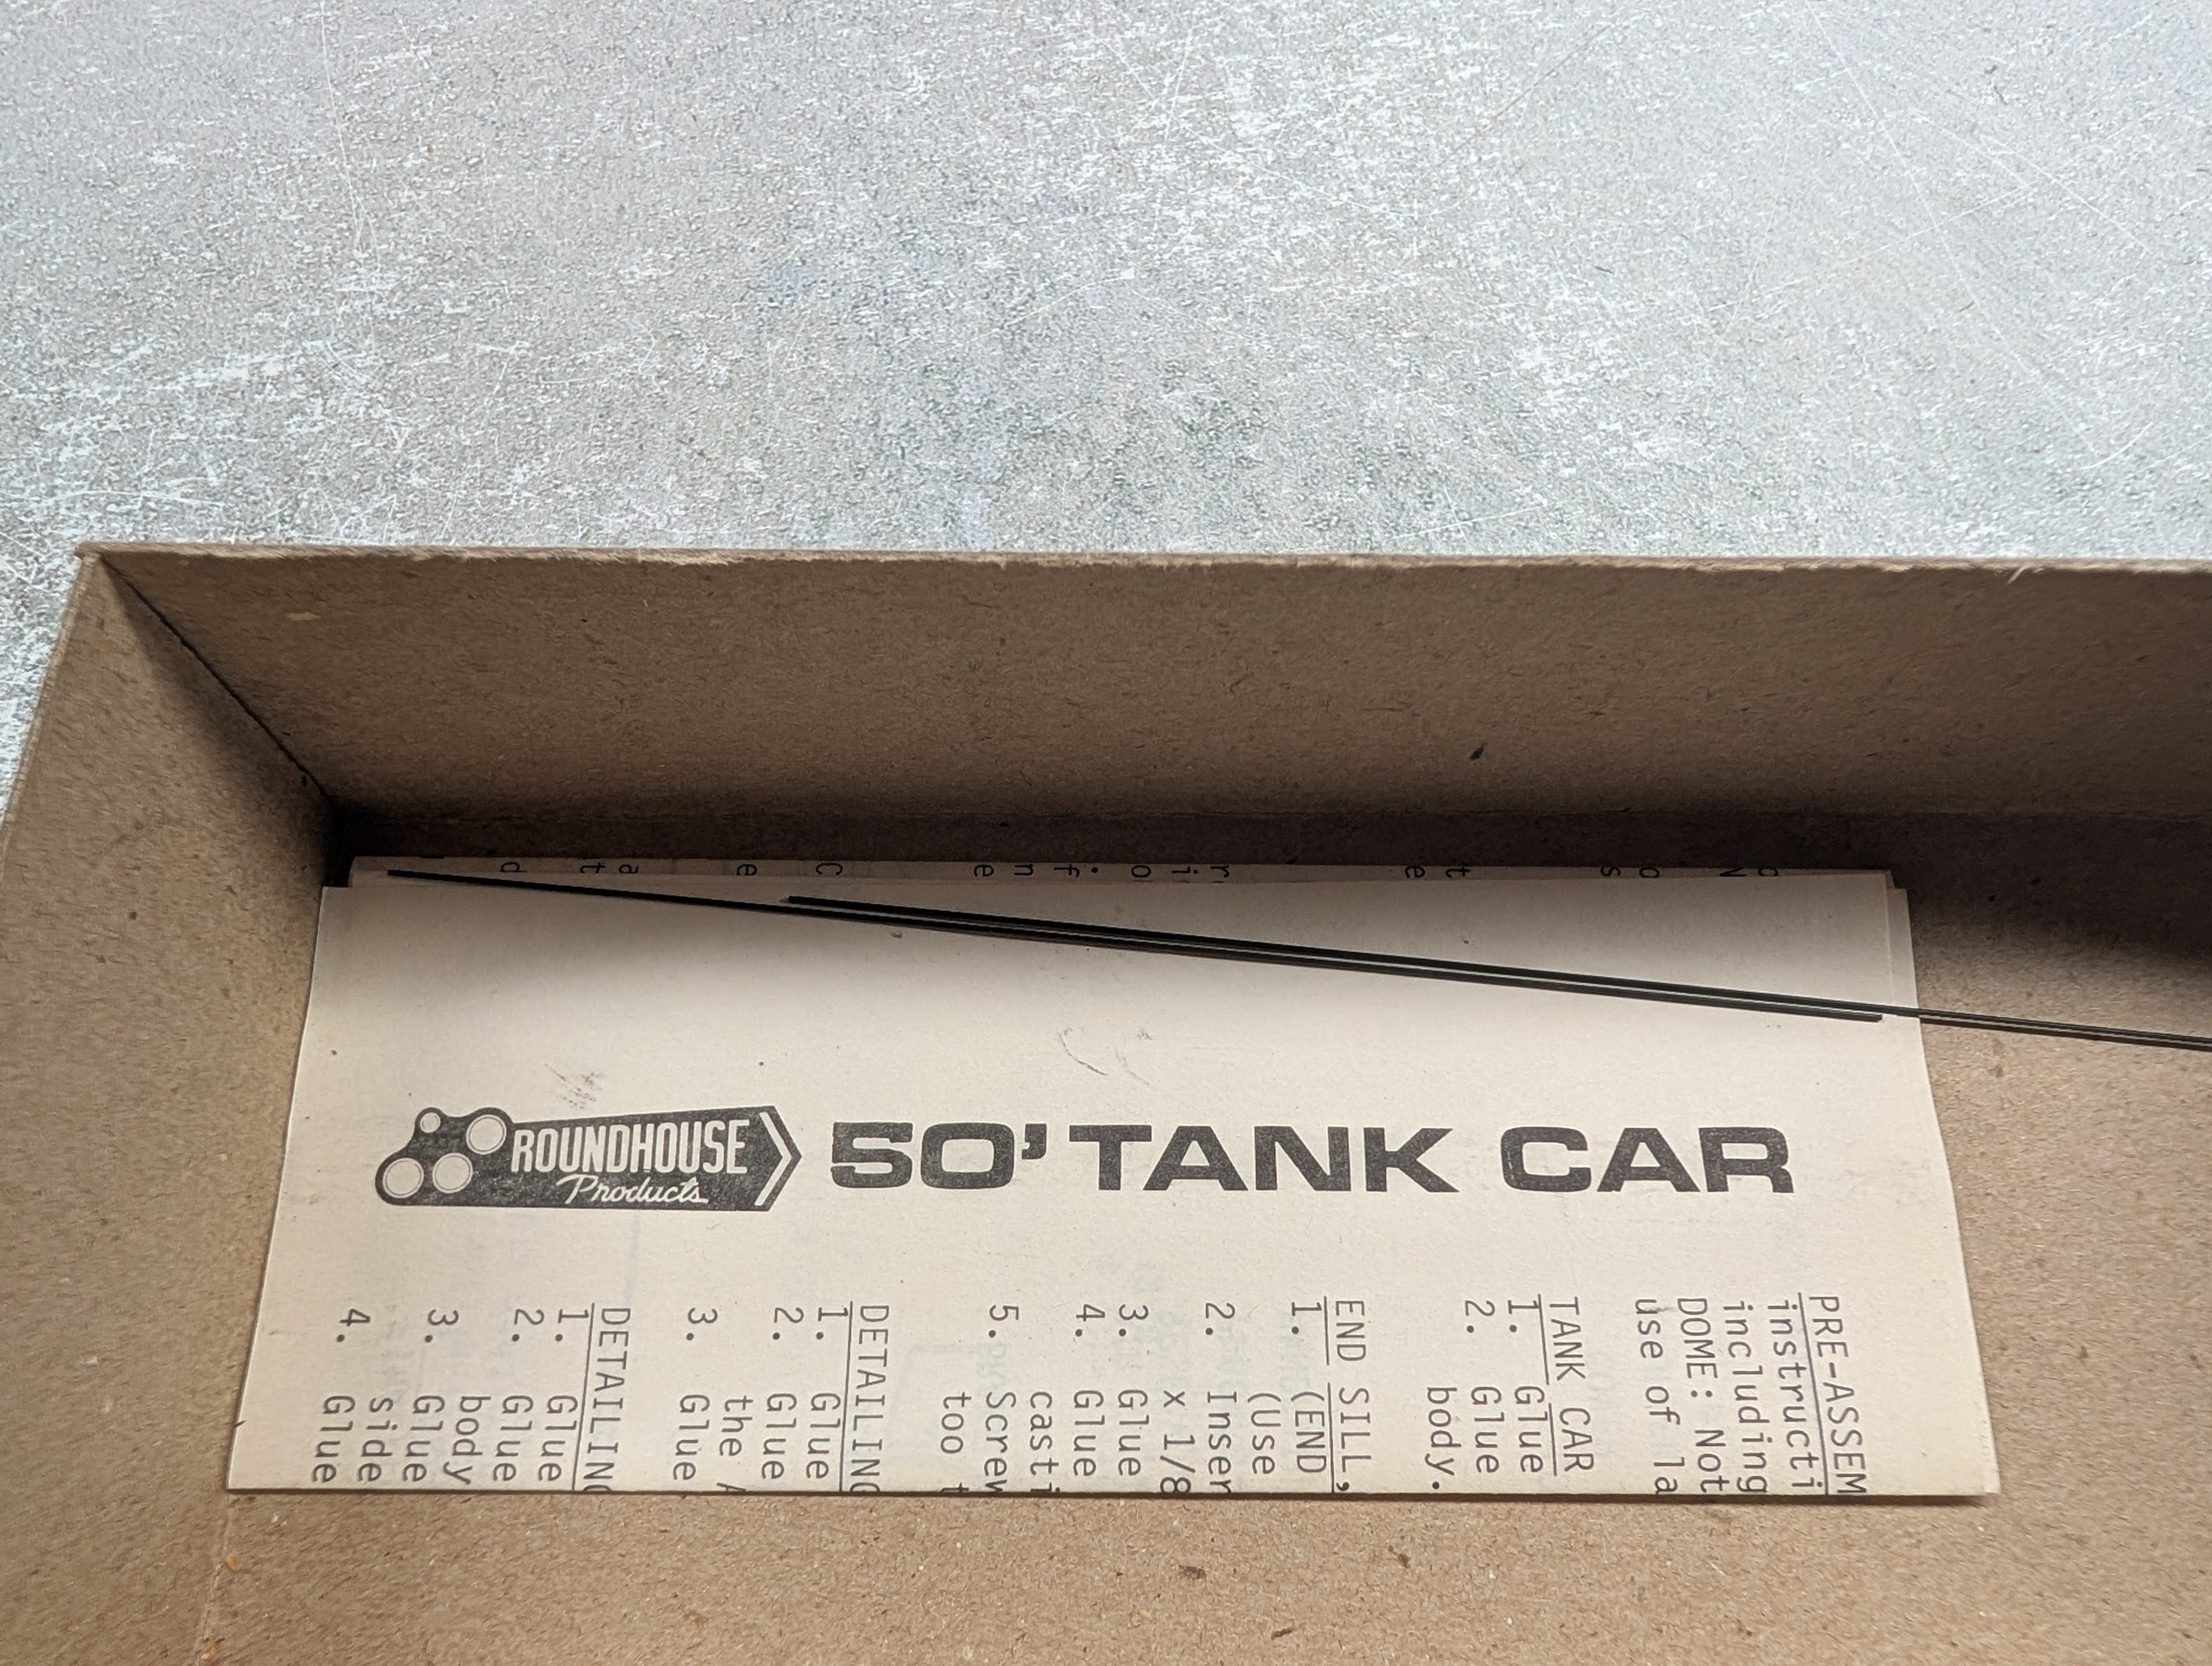 ROUNDHOUSE
Products
50' TANK CAR
PRE-ASSEM
instructi
including
DOME: Not
use of la
TANK CAR
1. Glue
2. Glue
body.
END SILL,
1. (END
(Use
2. Inser
x 1/8
3. Glue
4. Glue
casti
5. Screw
too t
DETAILING
1. Glue
2. Glue
the A
3. Glue
DETAILING
1. Glue
2. Glue
body
3. Glue
side
4. Glue